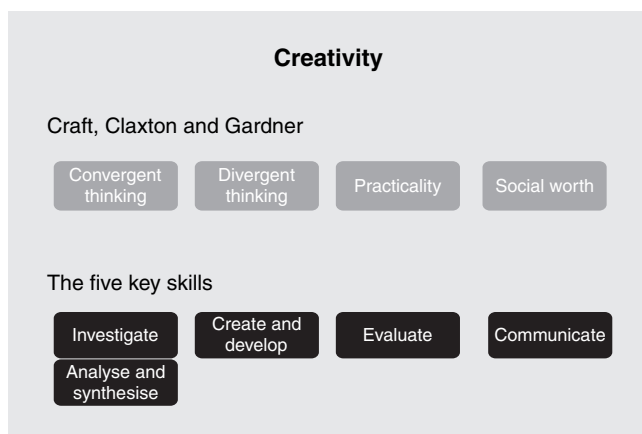 Creativity
Craft, Claxton and Gardner
Convergent
thinking
Divergent
thinking
Practicality
Social worth
The five key skills
Investigate
Create and
develop
Evaluate
Communicate
Analyse and
synthesise